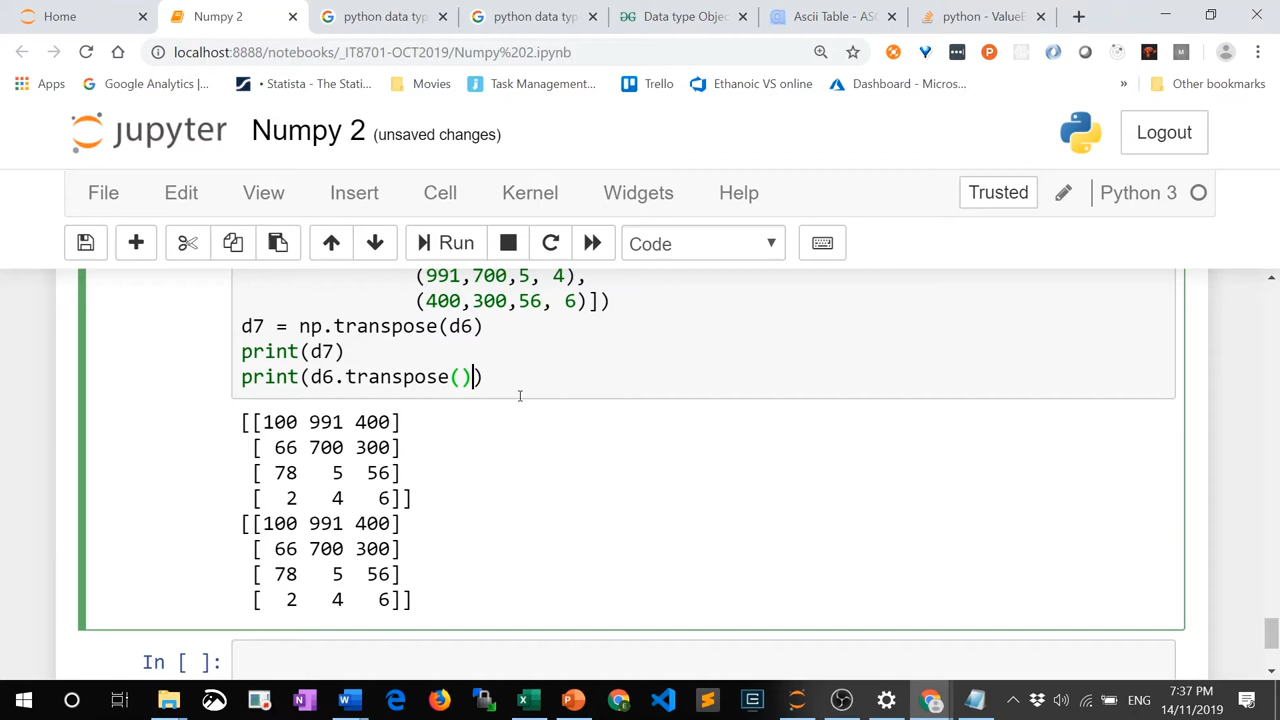 Home
Numpy 2
python data typ
python data typ
Data type Objec
Ascii Table - ASC
python - ValueE
localhost:8888/notebooks/_IT8701-OCT2019/Numpy%202.ipynb
Apps
Google Analytics |...
• Statista - The Stati...
Movies
Task Management...
Trello
Ethanoic VS online
Dashboard - Micros...
»
Other bookmarks
jupyter Numpy 2 (unsaved changes)
Logout
File Edit View Insert Cell Kernel Widgets Help
Trusted
Python 3
Run
Code
(991,700,5, 4),
(400,300,56, 6)])
d7 = np.transpose(d6)
print(d7)
print(d6.transpose())
[[100 991 400]
[ 66 700 300]
[ 78 5 56]
[ 2 4 6]]
[[100 991 400]
[ 66 700 300]
[ 78 5 56]
[ 2 4 6]]
In [ ]:
ENG
7:37 PM
14/11/2019